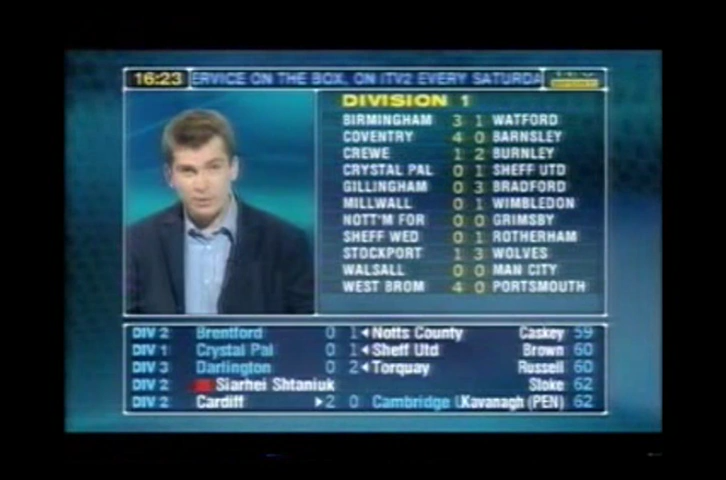 16:23 ERVICE ON THE BOX, ON ITV2 EVERY SATURDA
DIVISION 1
BIRMINGHAM 3 1 WATFORD
COVENTRY 4 0 BARNSLEY
CREWE 1 2 BURNLEY
CRYSTAL PAL 0 1 SHEFF UTD
GILLINGHAM 0 3 BRADFORD
MILLWALL 0 1 WIMBLEDON
NOTT'M FOR 0 0 GRIMSBY
SHEFF WED 0 1 ROTHERHAM
STOCKPORT 1 3 WOLVES
WALSALL 0 0 MAN CITY
WEST BROM 4 0 PORTSMOUTH
DIV 2 Brentford 0 1 Notts County Caskey 59
DIV 1 Crystal Pal 0 1 Sheff Utd Brown 60
DIV 3 Darlington 0 2 Torquay Russell 60
DIV 2 Siarhei Shtaniuk Stoke 62
DIV 2 Cardiff 2 0 Cambridge U Kavanagh (PEN) 62